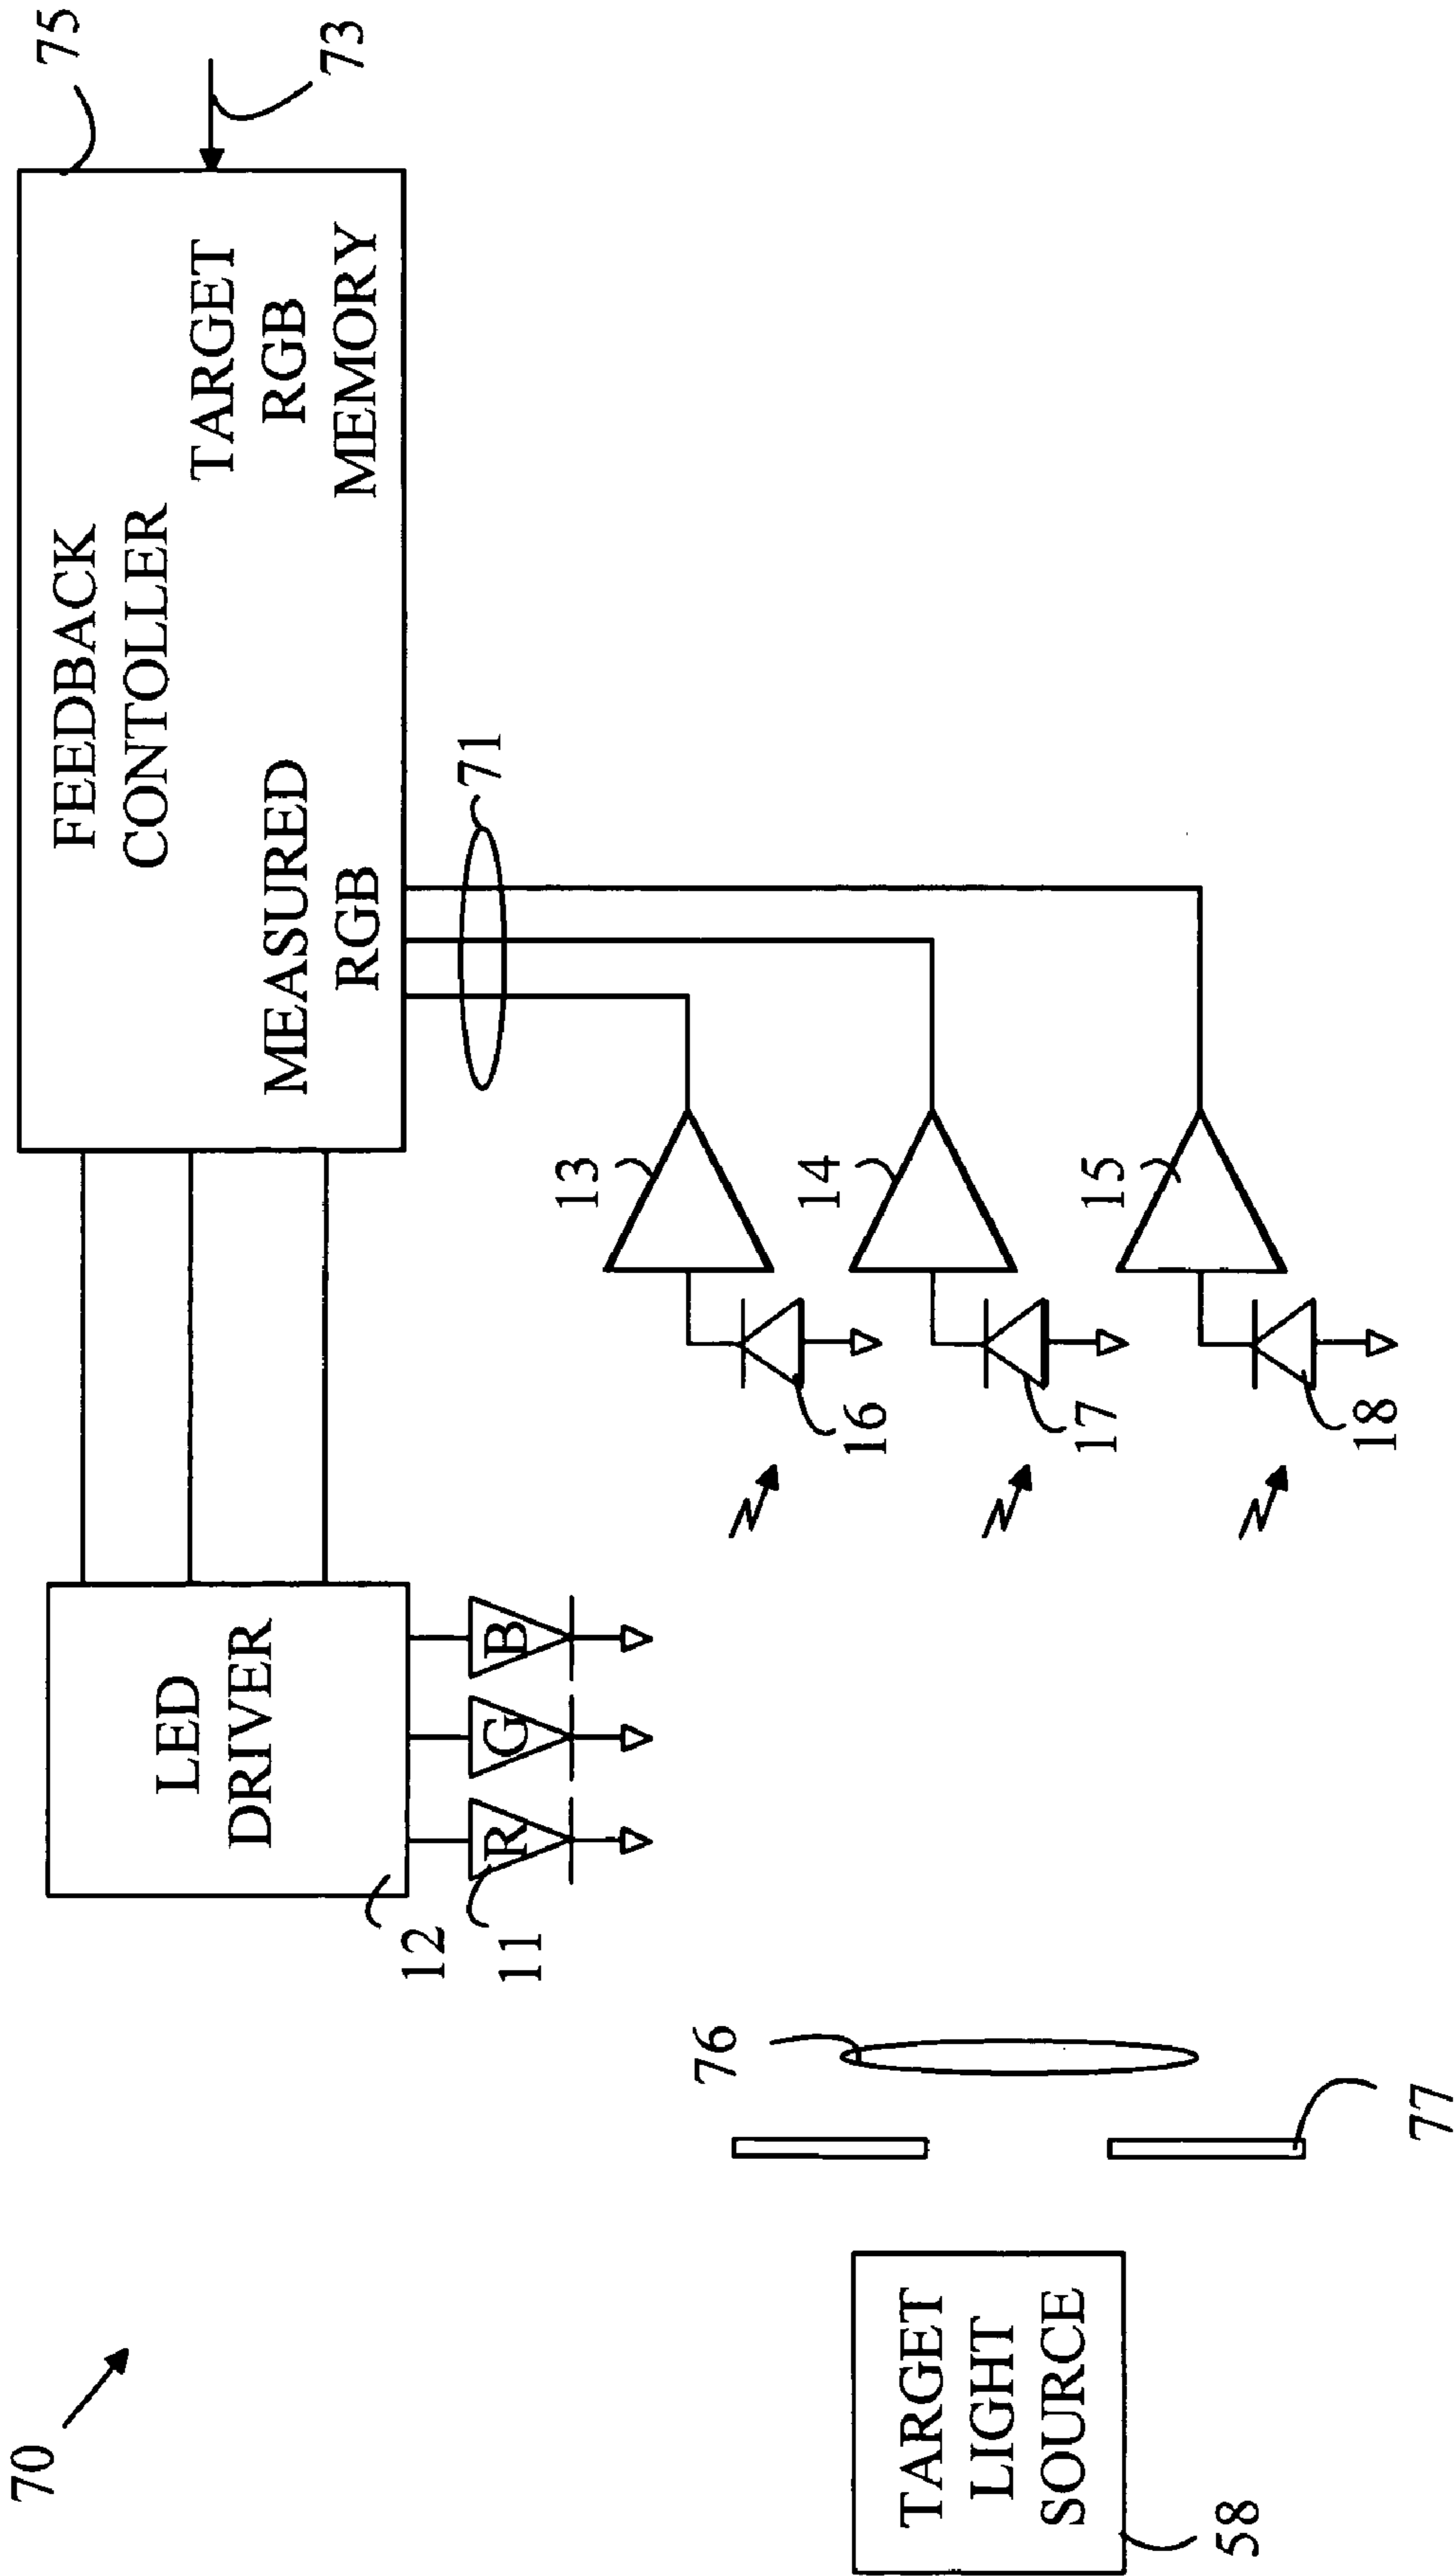 70
LED
DRIVER
12
R
G
B
11
FEEDBACK
CONTOLLER
75
TARGET
RGB
MEMORY
73
MEASURED
RGB
71
13
14
15
16
17
18
76
77
TARGET
LIGHT
SOURCE
58